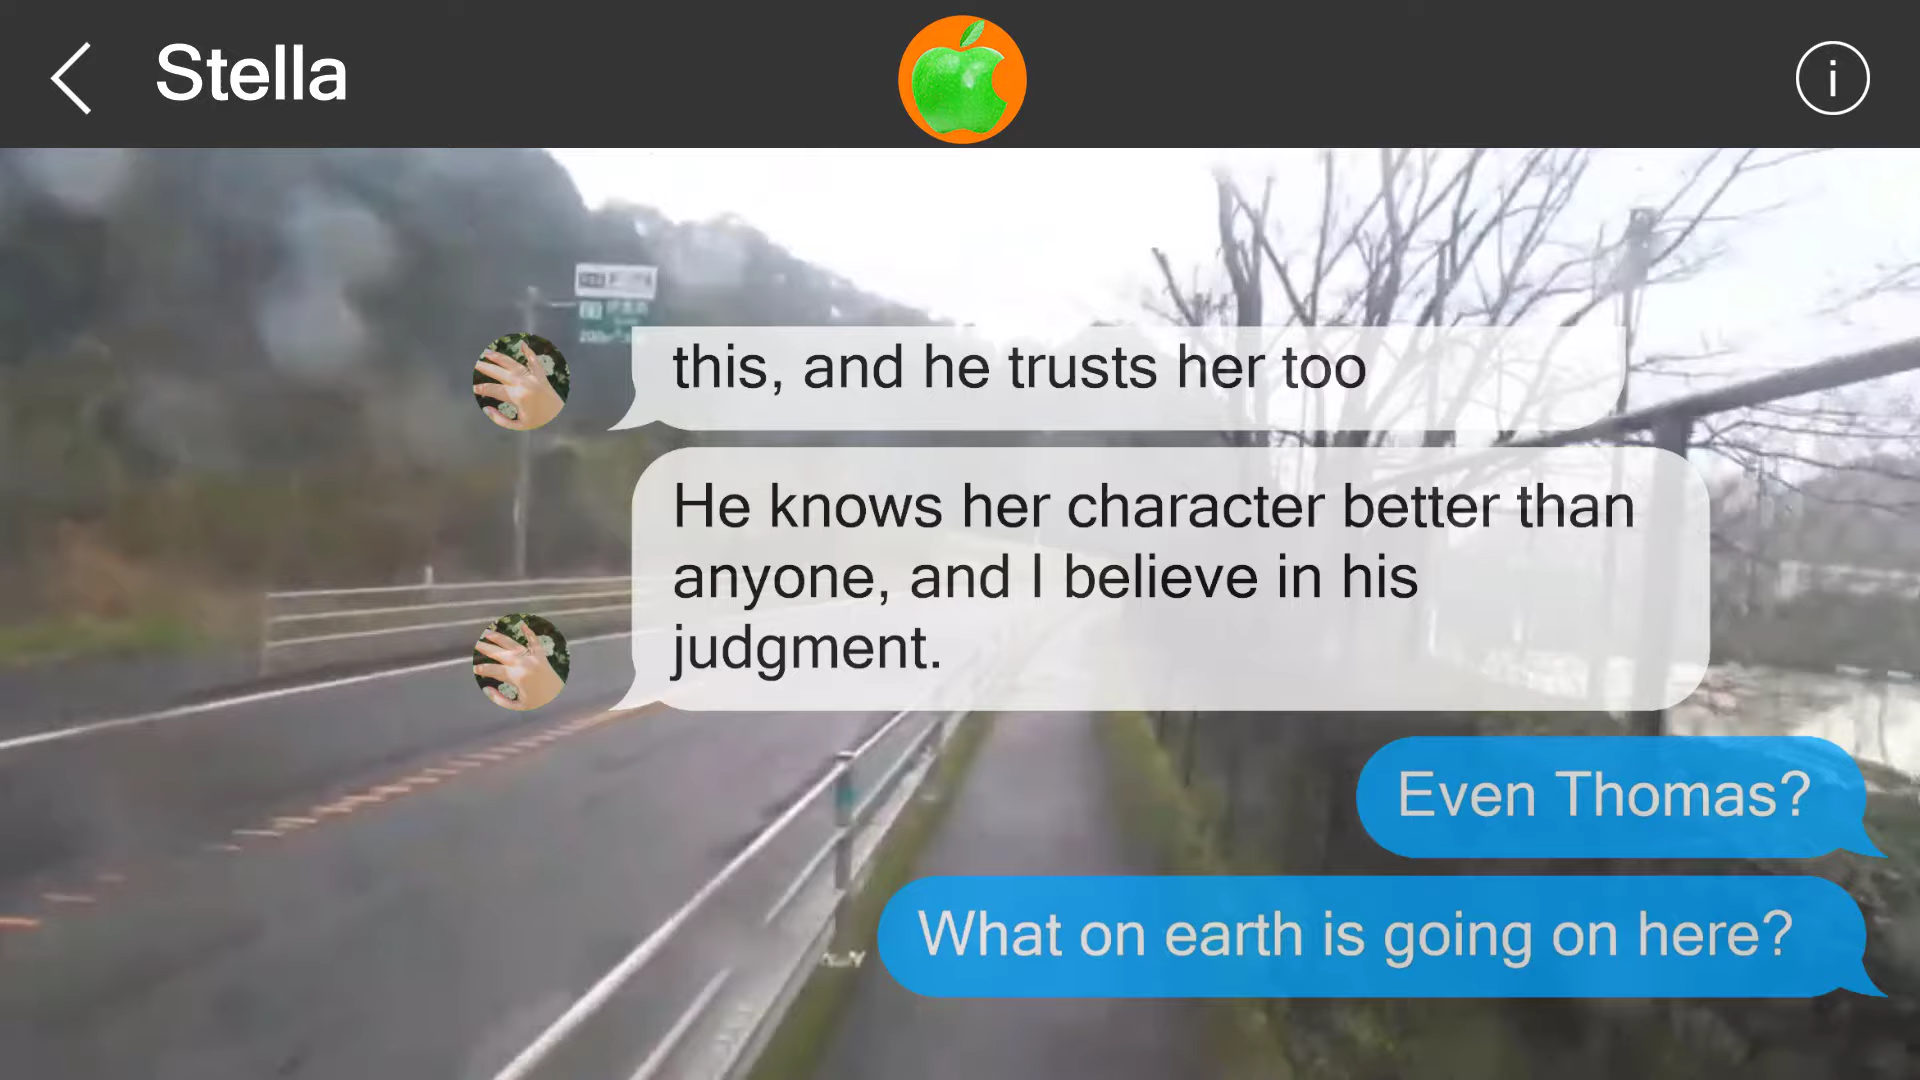 Stella
i
this, and he trusts her too
He knows her character better than
anyone, and I believe in his
judgment.
Even Thomas?
What on earth is going on here?